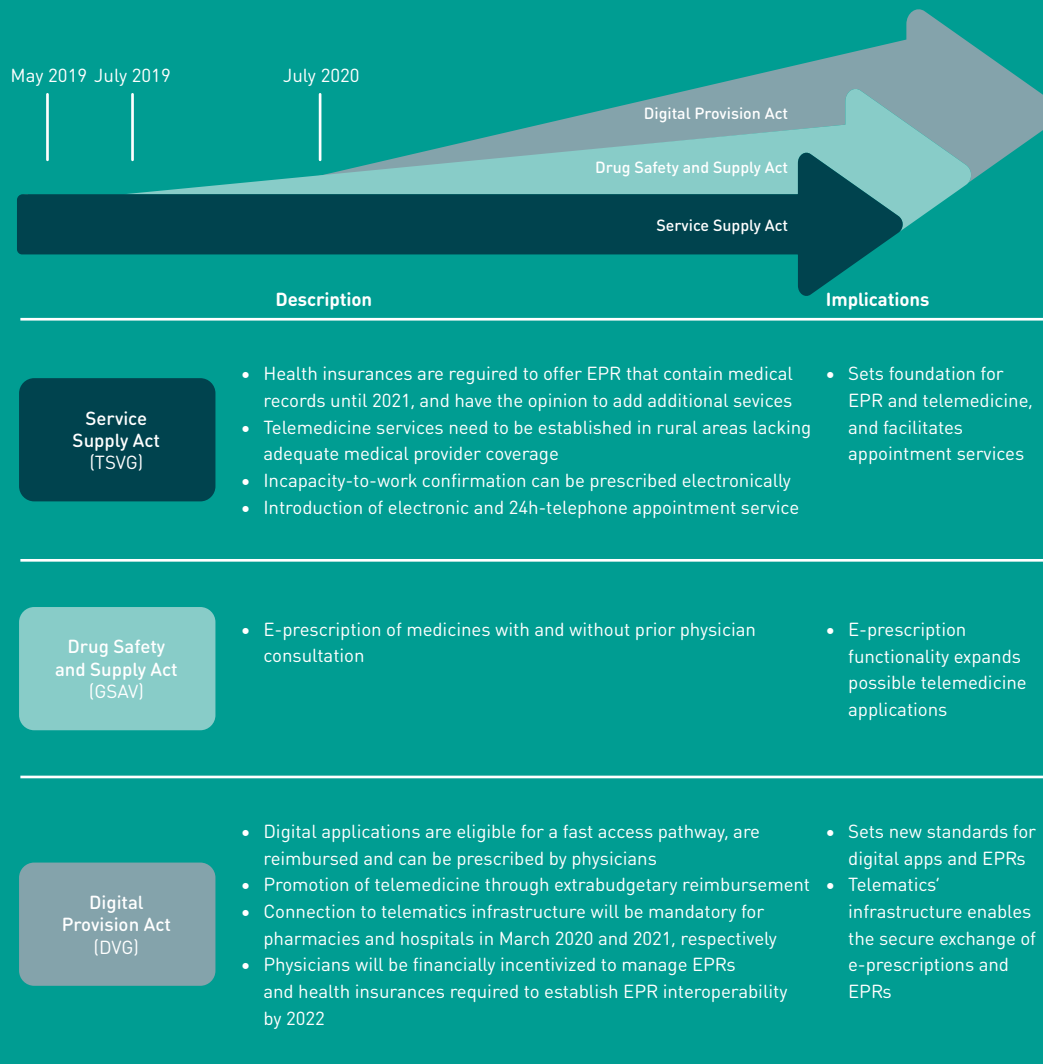 May 2019 July 2019
July 2020
Digital Provision Act
Drug Safety and Supply Act
Service Supply Act
Description
Implications
Service
Supply Act
(TSVG)
• Health insurances are reguired to offer EPR that contain medical
records until 2021, and have the opinion to add additional sevices
• Telemedicine services need to be established in rural areas lacking
adequate medical provider coverage
• Incapacity-to-work confirmation can be prescribed electronically
• Introduction of electronic and 24h-telephone appointment service
• Sets foundation for
EPR and telemedicine,
and facilitates
appointment services
Drug Safety
and Supply Act
(GSAV)
• E-prescription of medicines with and without prior physician
consultation
• E-prescription
functionality expands
possible telemedicine
applications
Digital
Provision Act
(DVG)
• Digital applications are eligible for a fast access pathway, are
reimbursed and can be prescribed by physicians
• Promotion of telemedicine through extrabudgetary reimbursement
• Connection to telematics infrastructure will be mandatory for
pharmacies and hospitals in March 2020 and 2021, respectively
• Physicians will be financially incentivized to manage EPRs
and health insurances required to establish EPR interoperability
by 2022
• Sets new standards for
digital apps and EPRs
• Telematics’
infrastructure enables
the secure exchange of
e-prescriptions and
EPRs